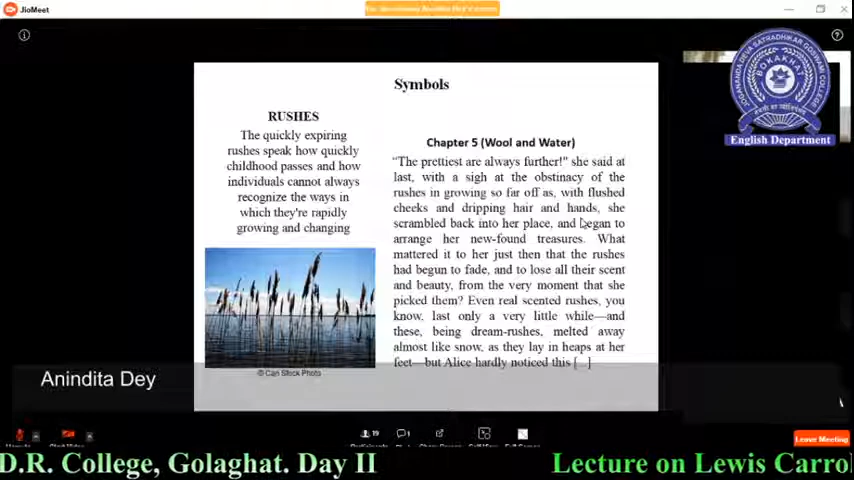 JioMeet
Symbols
RUSHES
The quickly expiring
rushes speak how quickly
childhood passes and how
individuals cannot always
recognize the ways in
which they're rapidly
growing and changing
© Can Stock Photo
Chapter 5 (Wool and Water)
“The prettiest are always further!" she said at
last, with a sigh at the obstinacy of the
rushes in growing so far off as, with flushed
cheeks and dripping hair and hands, she
scrambled back into her place, and began to
arrange her new-found treasures. What
mattered it to her just then that the rushes
had begun to fade, and to lose all their scent
and beauty, from the very moment that she
picked them? Even real scented rushes, you
know, last only a very little while—and
these, being dream-rushes, melted away
almost like snow, as they lay in heaps at her
feet—but Alice hardly noticed this [...]
JOGANANDA DEVA SATRADHIKAR GOSWAMI COLLEGE
BOKAKHAT
English Department
Anindita Dey
19
1
Leave Meeting
D.R. College, Golaghat. Day II
Lecture on Lewis Carrol